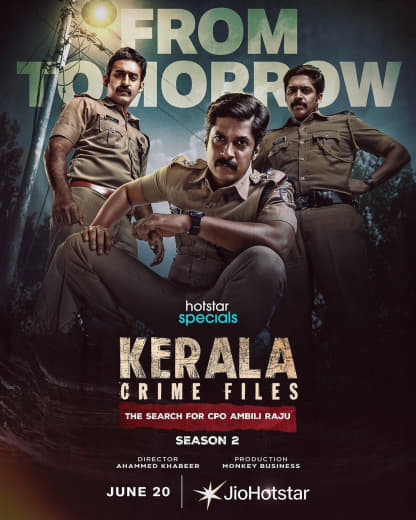 FROM
TOMORROW
hotstar
specials
KERALA
CRIME FILES
THE SEARCH FOR CPO AMBILI RAJU
SEASON 2
DIRECTOR
AHAMMED KHABEER
PRODUCTION
MONKEY BUSINESS
JUNE 20
JioHotstar